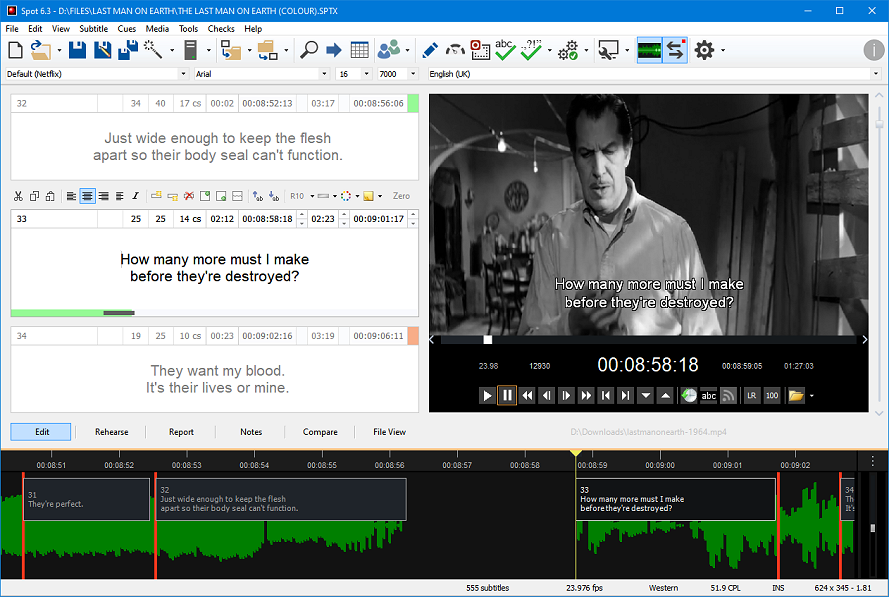 Spot 6.3 - D:\FILES\LAST MAN ON EARTH\THE LAST MAN ON EARTH (COLOUR).SPTX
File Edit View Subtitle Cues Media Tools Checks Help
abc .,?!"
Default (Netflix) Arial 16 7000 English (UK)
32 34 40 17 cs 00:02 00:08:52:13 03:17 00:08:56:06
Just wide enough to keep the flesh
apart so their body seal can't function.
R10 Zero
33 25 25 14 cs 02:12 00:08:58:18 02:23 00:09:01:17
How many more must I make
before they're destroyed?
34 19 25 10 cs 00:23 00:09:02:16 03:19 00:09:06:11
They want my blood.
It's their lives or mine.
How many more must I make
before they're destroyed?
23.98 12930 00:08:58:18 00:08:59:05 01:27:03
abc LR 100
Edit Rehearse Report Notes Compare File View D:\Downloads\lastmanonearth-1964.mp4
00:08:51 00:08:52 00:08:53 00:08:54 00:08:55 00:08:56 00:08:57 00:08:58 00:08:59 00:09:00 00:09:01 00:09:02
31
They're perfect.
32
Just wide enough to keep the flesh
apart so their body seal can't function.
33
How many more must I make
before they're destroyed?
34
Th
It's
555 subtitles 23.976 fps Western 51.9 CPL INS 624 x 345 - 1.81